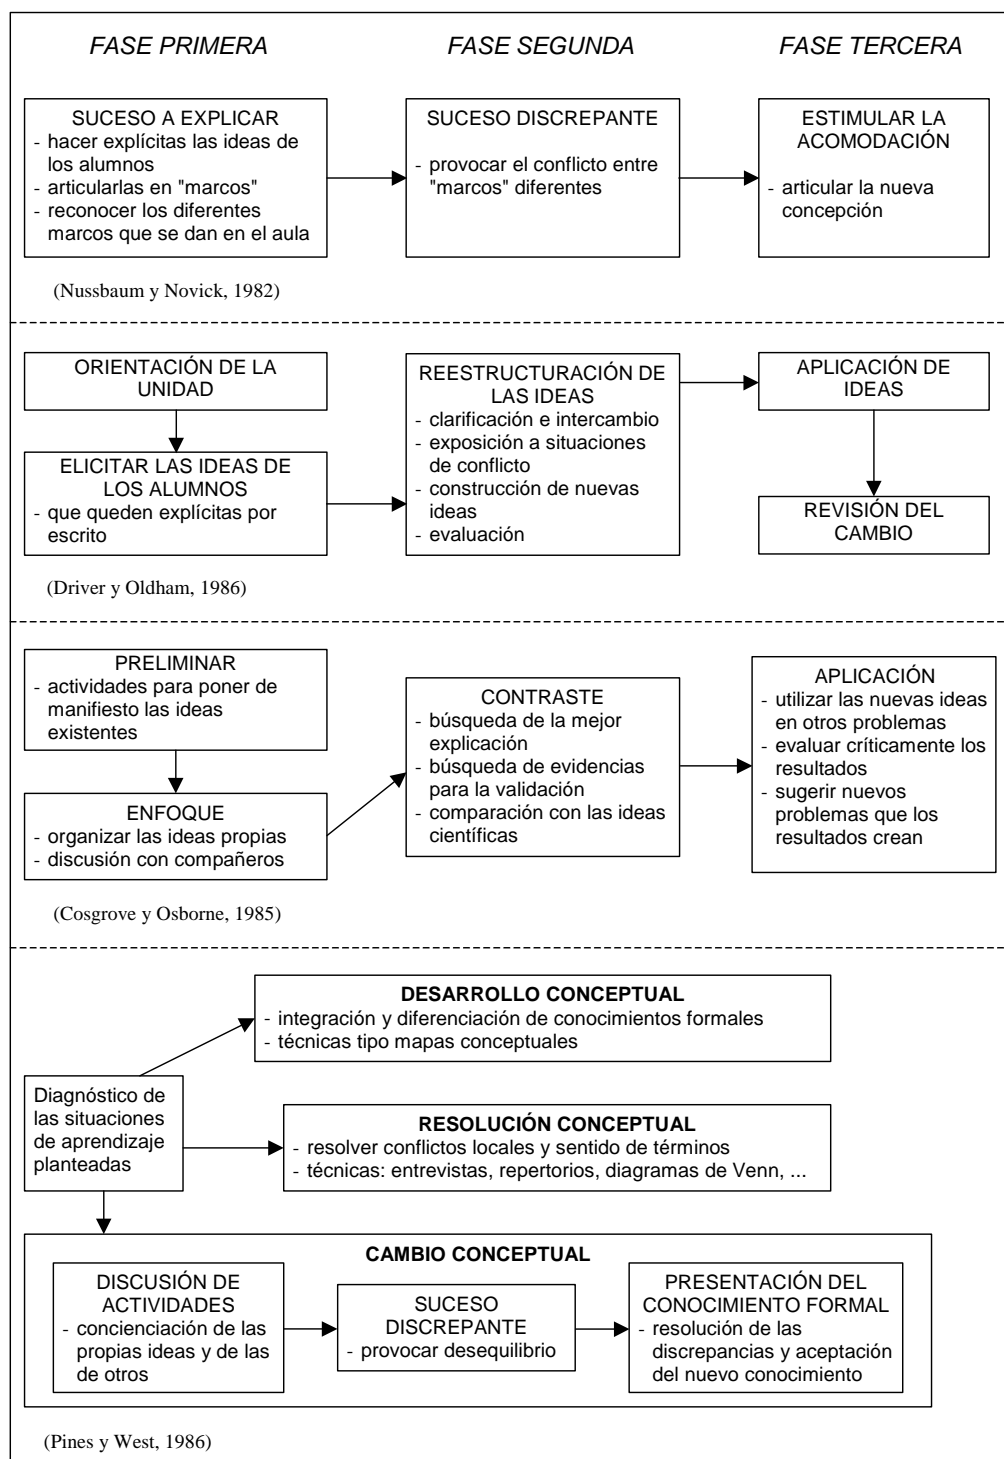 FASE PRIMERA
FASE SEGUNDA
FASE TERCERA
SUCESO A EXPLICAR
- hacer explícitas las ideas de
los alumnos
- articularlas en "marcos"
- reconocer los diferentes
marcos que se dan en el aula
SUCESO DISCREPANTE
- provocar el conflicto entre
"marcos" diferentes
ESTIMULAR LA
ACOMODACIÓN
- articular la nueva
concepción
(Nussbaum y Novick, 1982)
ORIENTACIÓN DE LA
UNIDAD
ELICITAR LAS IDEAS DE
LOS ALUMNOS
- que queden explícitas por
escrito
REESTRUCTURACIÓN DE
LAS IDEAS
- clarificación e intercambio
- exposición a situaciones
de conflicto
- construcción de nuevas
ideas
- evaluación
APLICACIÓN DE
IDEAS
REVISIÓN DEL
CAMBIO
(Driver y Oldham, 1986)
PRELIMINAR
- actividades para poner de
manifiesto las ideas
existentes
ENFOQUE
- organizar las ideas propias
- discusión con compañeros
CONTRASTE
- búsqueda de la mejor
explicación
- búsqueda de evidencias
para la validación
- comparación con las ideas
científicas
APLICACIÓN
- utilizar las nuevas ideas
en otros problemas
- evaluar críticamente los
resultados
- sugerir nuevos
problemas que los
resultados crean
(Cosgrove y Osborne, 1985)
DESARROLLO CONCEPTUAL
- integración y diferenciación de conocimientos formales
- técnicas tipo mapas conceptuales
Diagnóstico de
las situaciones
de aprendizaje
planteadas
RESOLUCIÓN CONCEPTUAL
- resolver conflictos locales y sentido de términos
- técnicas: entrevistas, repertorios, diagramas de Venn, ...
CAMBIO CONCEPTUAL
DISCUSIÓN DE
ACTIVIDADES
- concienciación de las
propias ideas y de las
de otros
SUCESO
DISCREPANTE
- provocar desequilibrio
PRESENTACIÓN DEL
CONOCIMIENTO FORMAL
- resolución de las
discrepancias y aceptación
del nuevo conocimiento
(Pines y West, 1986)